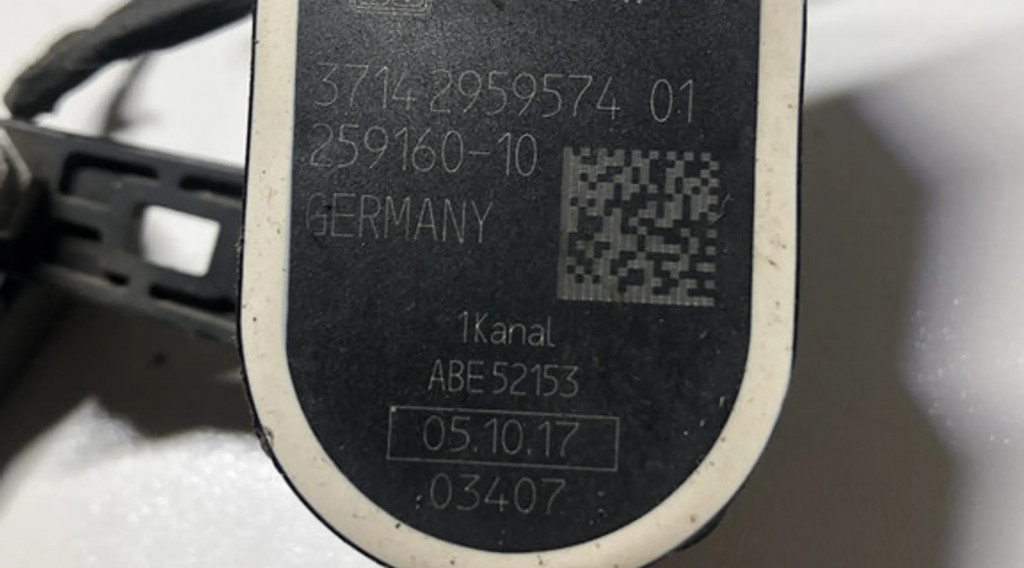 3714 2959574 01
259160-10
GERMANY
1Kanal
ABE 52153
05.10.17
03407